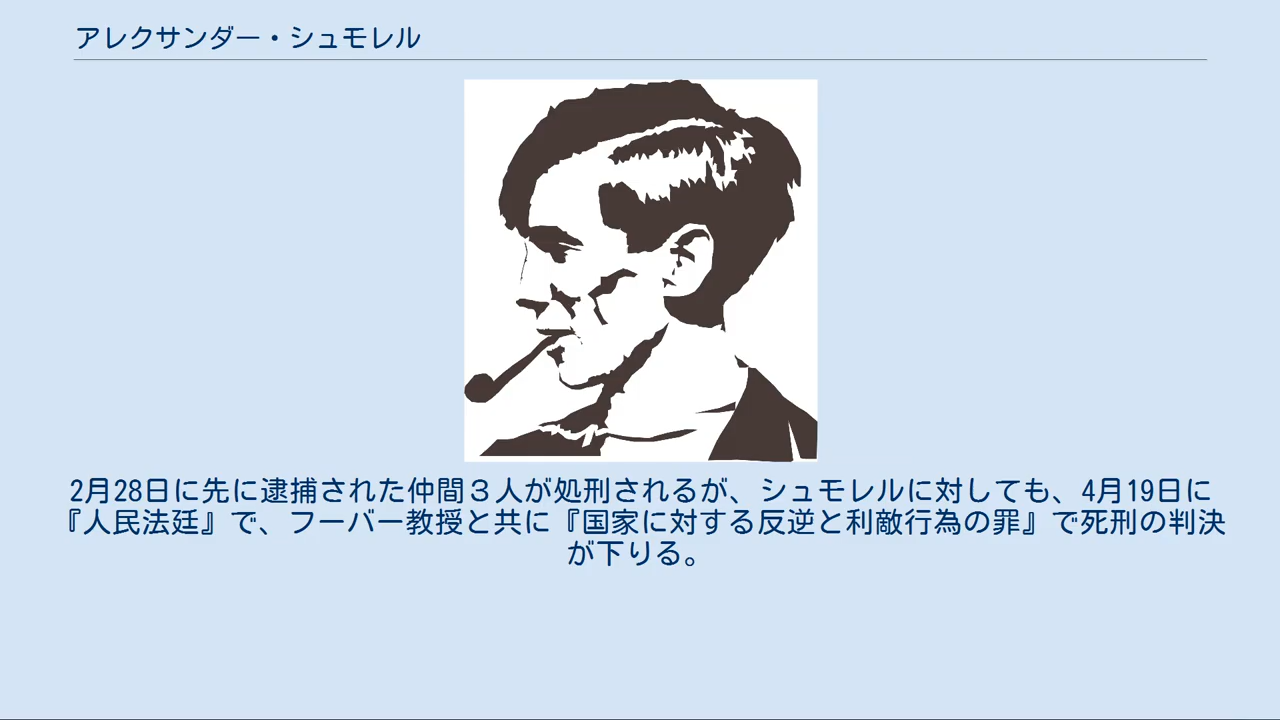 アレクサンダー・シュモレル
2月28日に先に逮捕された仲間３人が処刑されるが、シュモレルに対しても、4月19日に
『人民法廷』で、フーバー教授と共に『国家に対する反逆と利敵行為の罪』で死刑の判決
が下りる。